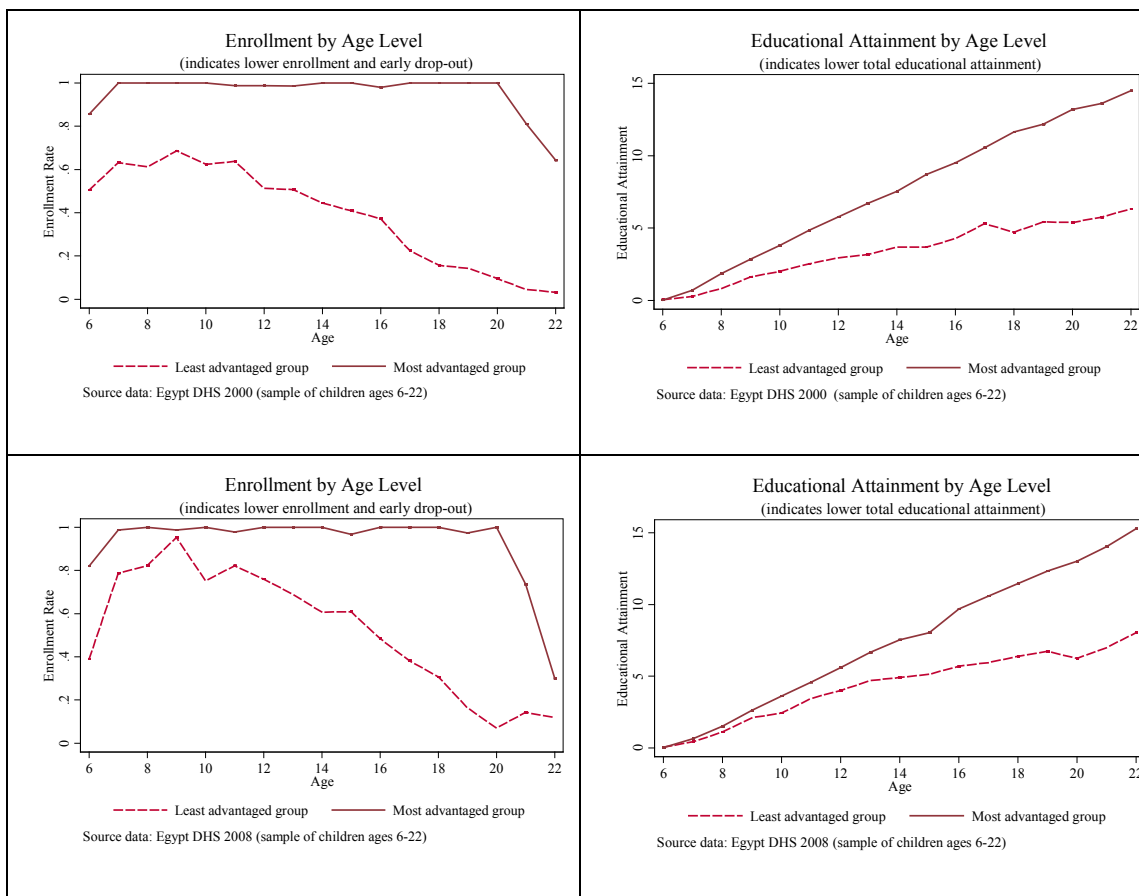 Enrollment by Age Level
(indicates lower enrollment and early drop-out)
Enrollment Rate
1
.8
.6
.4
.2
0
6 8 10 12 14 16 18 20 22
Age
Least advantaged group Most advantaged group
Source data: Egypt DHS 2000 (sample of children ages 6-22)
Educational Attainment by Age Level
(indicates lower total educational attainment)
Educational Attainment
15
10
5
0
6 8 10 12 14 16 18 20 22
Age
Least advantaged group Most advantaged group
Source data: Egypt DHS 2000 (sample of children ages 6-22)
Enrollment by Age Level
(indicates lower enrollment and early drop-out)
Enrollment Rate
1
.8
.6
.4
.2
0
6 8 10 12 14 16 18 20 22
Age
Least advantaged group Most advantaged group
Source data: Egypt DHS 2008 (sample of children ages 6-22)
Educational Attainment by Age Level
(indicates lower total educational attainment)
Educational Attainment
15
10
5
0
6 8 10 12 14 16 18 20 22
Age
Least advantaged group Most advantaged group
Source data: Egypt DHS 2008 (sample of children ages 6-22)